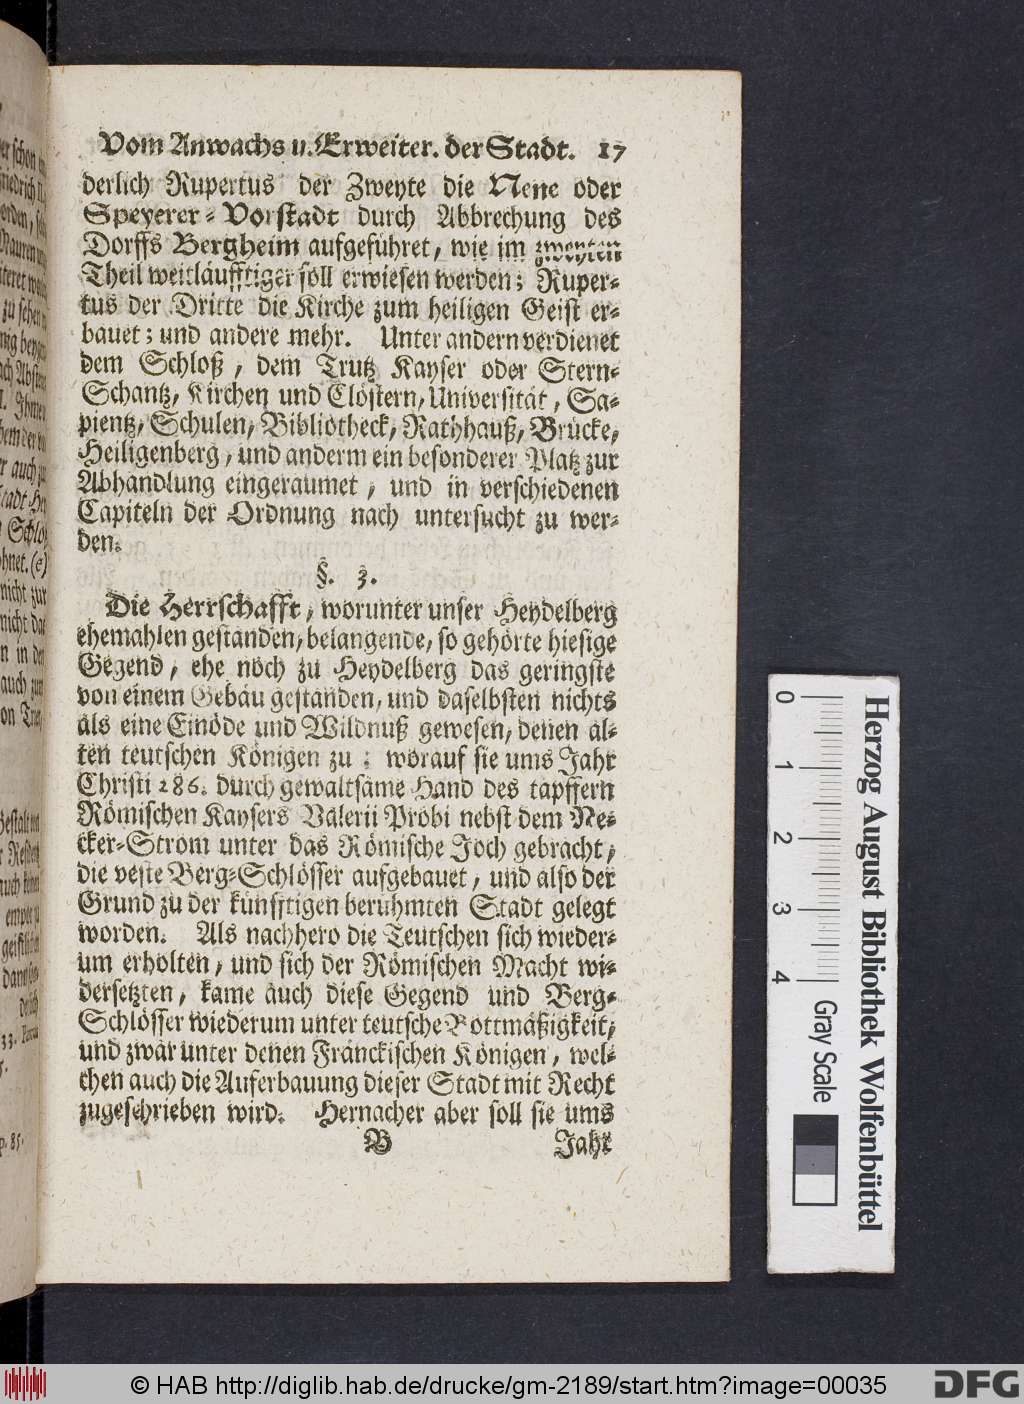 Vom Anwachs u. Erweiter. der Stadt. 17
derlich Rupertus der Zweyte die Neue oder
Speyerer-Vorstadt durch Abbrechung des
Dorffs Bergheim aufgeführet, wie im zweyten
Theil weitläufftiger soll erwiesen werden; Ruper-
tus der Dritte die Kirche zum heiligen Geist er-
bauet; und andere mehr. Unter andern verdienet
dem Schloß, dem Trutz Kayser oder Stern-
Schantz, Kirchen und Clöstern, Universität, Sa-
pientz, Schulen, Bibliotheck, Rathhauß, Brücke,
Heiligenberg, und anderm ein besonderer Platz zur
Abhandlung eingeraumet, und in verschiedenen
Capiteln der Ordnung nach untersucht zu wer-
den.
§. 3.
Die Herrschafft, worunter unser Heydelberg
ehemahlen gestanden, belangende, so gehörte hiesige
Gegend, ehe noch zu Heydelberg das geringste
von einem Gebäu gestanden, und daselbsten nichts
als eine Einöde und Wildnuß gewesen, denen al-
ten teutschen Königen zu: worauf sie ums Jahr
Christi 286. durch gewaltsame Hand des tapffern
Römischen Kaysers Valerii Probi nebst dem Ne-
cker-Strom unter das Römische Joch gebracht,
die veste Berg-Schlösser aufgebauet, und also der
Grund zu der künfftigen berühmten Stadt gelegt
worden. Als nachhero die Teutschen sich wieder-
um erholten, und sich der Römischen Macht wi-
dersetzten, kame auch diese Gegend und Berg-
Schlösser wiederum unter teutsche Bottmäßigkeit,
und zwar unter denen Fränckischen Königen, wel-
chen auch die Auferbauung dieser Stadt mit Recht
zugeschrieben wird. Hernacher aber soll sie ums
B Jahr
0 1 2 3 4 Gray Scale
Herzog August Bibliothek Wolfenbüttel
© HAB http://diglib.hab.de/drucke/gm-2189/start.htm?image=00035
DFG